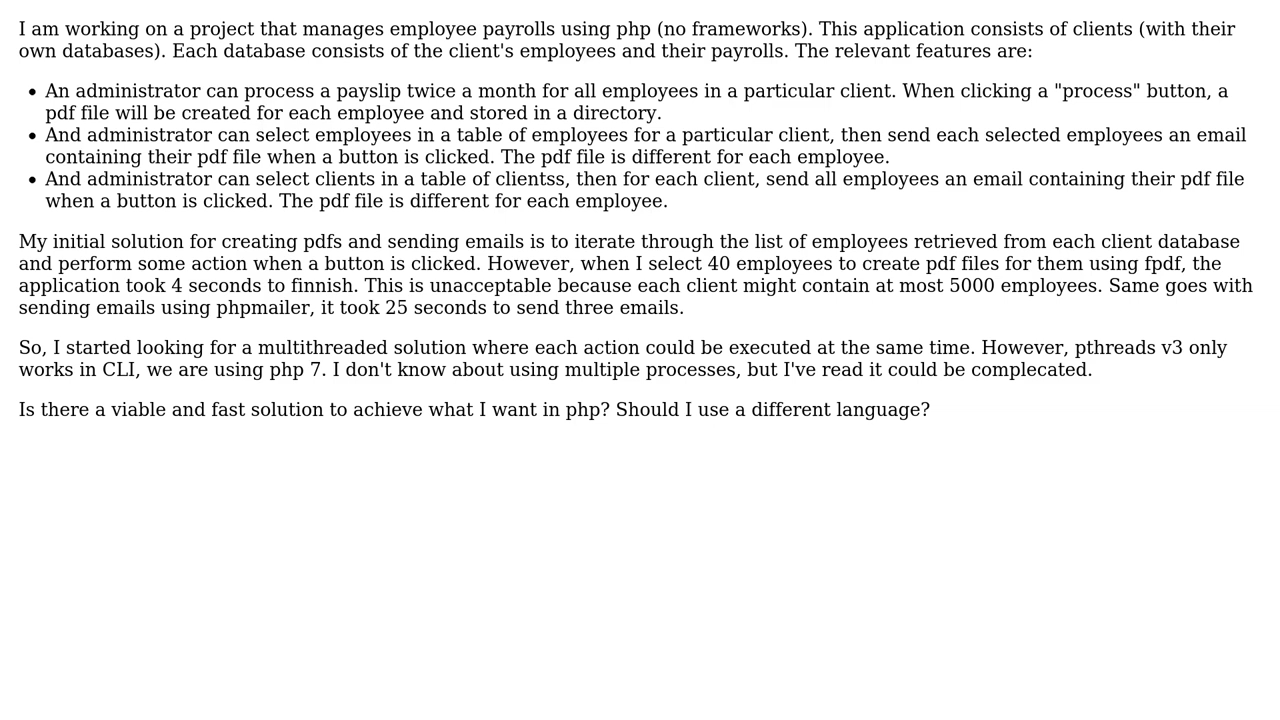 I am working on a project that manages employee payrolls using php (no frameworks). This application consists of clients (with their
own databases). Each database consists of the client's employees and their payrolls. The relevant features are:
• An administrator can process a payslip twice a month for all employees in a particular client. When clicking a "process" button, a
pdf file will be created for each employee and stored in a directory.
• And administrator can select employees in a table of employees for a particular client, then send each selected employees an email
containing their pdf file when a button is clicked. The pdf file is different for each employee.
• And administrator can select clients in a table of clientss, then for each client, send all employees an email containing their pdf file
when a button is clicked. The pdf file is different for each employee.
My initial solution for creating pdfs and sending emails is to iterate through the list of employees retrieved from each client database
and perform some action when a button is clicked. However, when I select 40 employees to create pdf files for them using fpdf, the
application took 4 seconds to finnish. This is unacceptable because each client might contain at most 5000 employees. Same goes with
sending emails using phpmailer, it took 25 seconds to send three emails.
So, I started looking for a multithreaded solution where each action could be executed at the same time. However, pthreads v3 only
works in CLI, we are using php 7. I don't know about using multiple processes, but I've read it could be complecated.
Is there a viable and fast solution to achieve what I want in php? Should I use a different language?